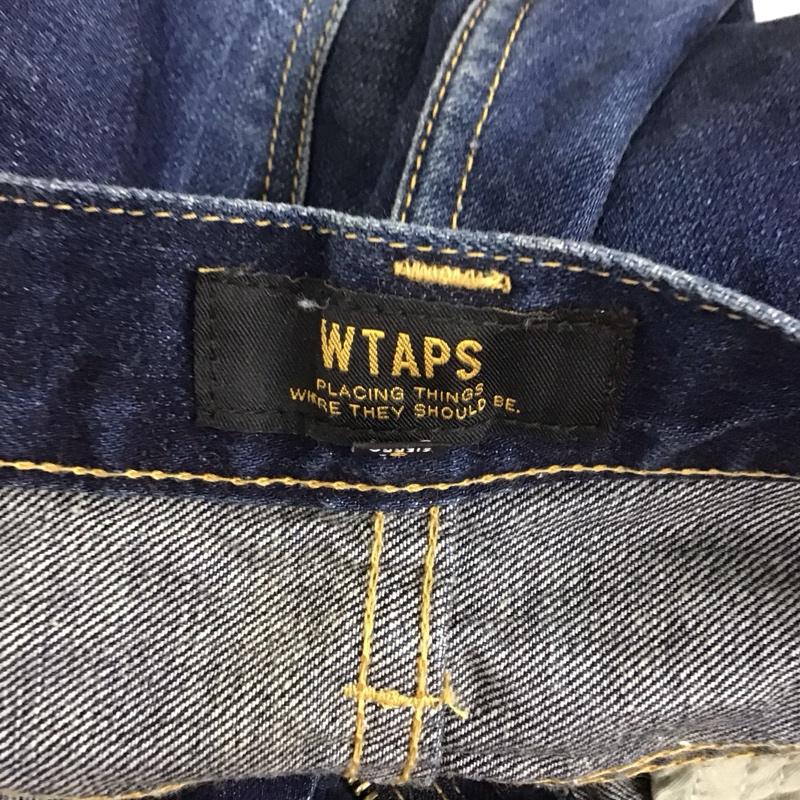 WTAPS
PLACING THINGS
WHERE THEY SHOULD BE.